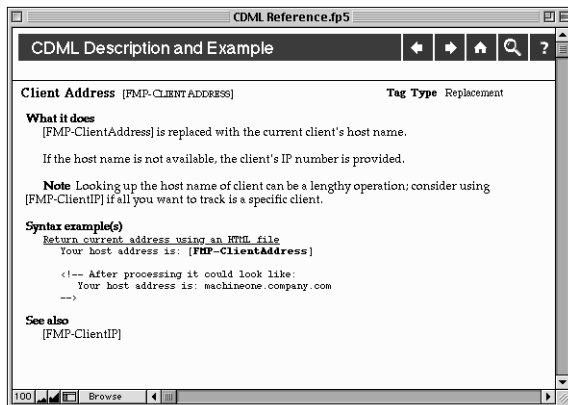 CDML Reference.fp5
CDML Description and Example
?
Client Address [FMP-CLIENT ADDRESS] Tag Type Replacement
What it does
[FMP-ClientAddress] is replaced with the current client's host name.
If the host name is not available, the client's IP number is provided.
Note Looking up the host name of client can be a lengthy operation; consider using
[FMP-ClientIP] if all you want to track is a specific client.
Syntax example(s)
Return current address using an HTML file
Your host address is: [FMP-ClientAddress]
<!-- After processing it could look like:
Your host address is: machineone.company.com
-->
See also
[FMP-ClientIP]
100 Browse